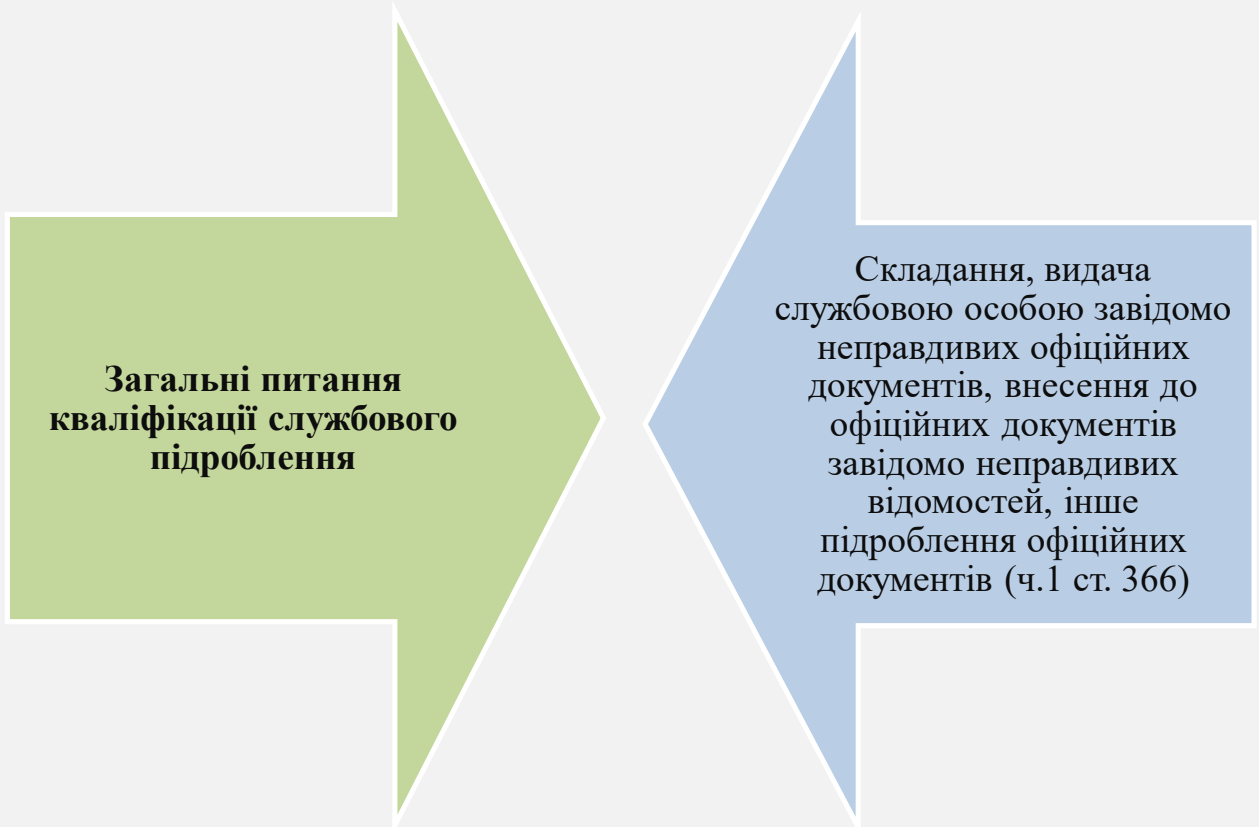 Загальні питання
кваліфікації службового
підроблення
Складання, видача
службовою особою завідомо
неправдивих офіційних
документів, внесення до
офіційних документів
завідомо неправдивих
відомостей, інше
підроблення офіційних
документів (ч.1 ст. 366)